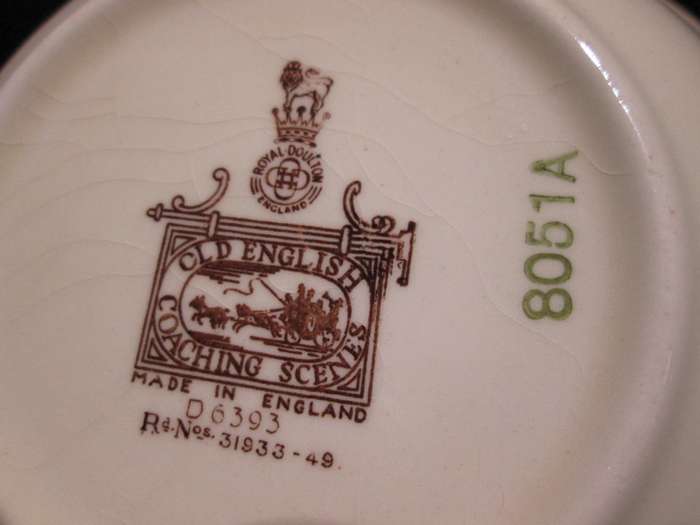 ROYAL DOULTON
ENGLAND
OLD ENGLISH
COACHING SCENES
MADE IN ENGLAND
D6393
Rd. Nos. 31933-49.
8051A